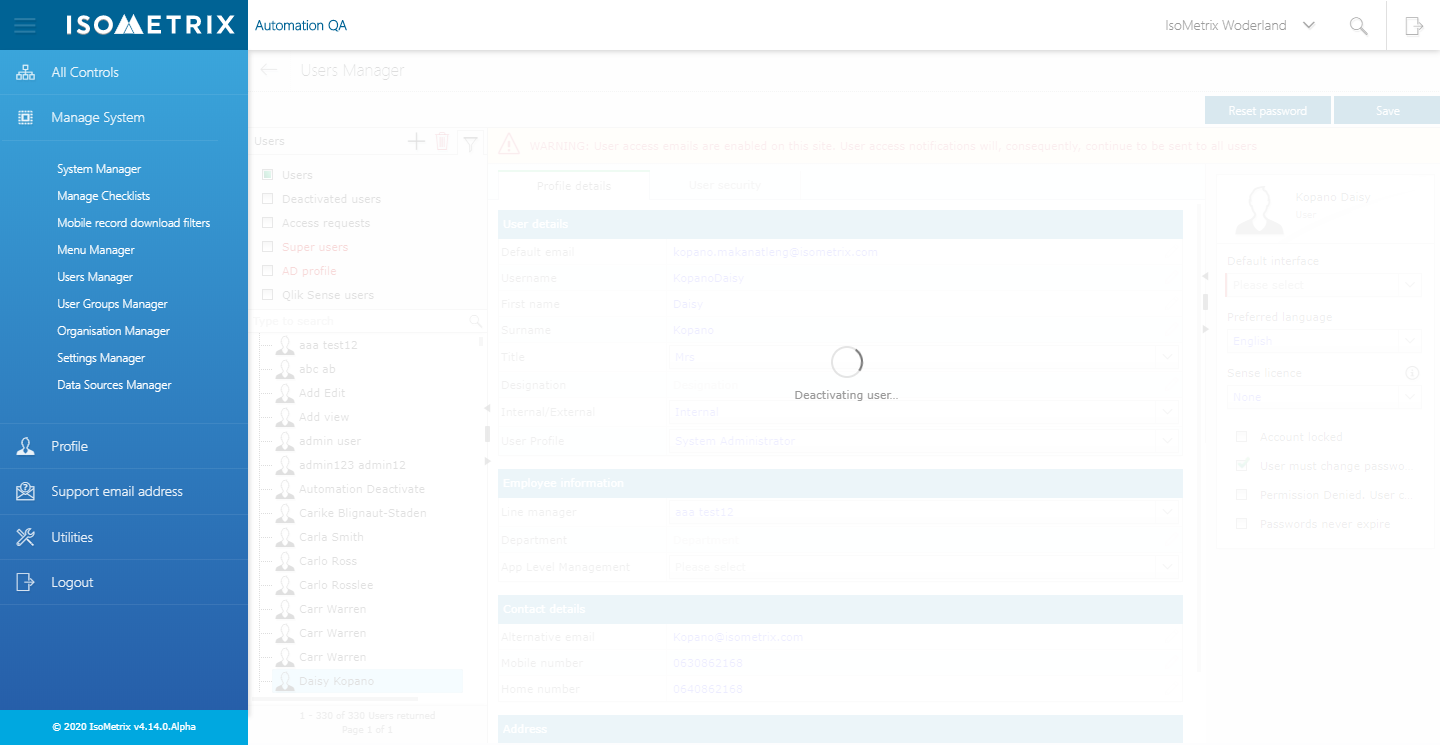 ISOMETRIX
Automation QA
IsoMetrix Woderland
All Controls
Manage System
System Manager
Manage Checklists
Mobile record download filters
Menu Manager
Users Manager
User Groups Manager
Organisation Manager
Settings Manager
Data Sources Manager
Profile
Support email address
Utilities
Logout
© 2020 IsoMetrix v4.14.0.Alpha
Users Manager
Reset password
Save
Users
Users
Deactivated users
Access requests
Super users
AD profile
Qlik Sense users
Type to search
aaa test12
abc ab
Add Edit
Add view
admin user
admin123 admin12
Automation Deactivate
Carike Blignaut-Staden
Carla Smith
Carlo Ross
Carlo Rosslee
Carr Warren
Carr Warren
Carr Warren
Daisy Kopano
1 - 330 of 330 Users returned
Page 1 of 1
WARNING: User access emails are enabled on this site. User access notifications will, consequently, continue to be sent to all users
Profile details
User security
User details
Default email kopano.makanatleng@isometrix.com
Username KopanoDaisy
First name Daisy
Surname Kopano
Title Mrs
Designation
Internal/External Internal
User Profile System Administrator
Deactivating user...
Employee information
Line manager aaa test12
Department Department
App Level Management Please select
Contact details
Alternative email Kopano@isometrix.com
Mobile number 0630862168
Home number 0640862168
Address
Kopano Daisy
User
Default interface
Please select
Preferred language
English
Sense licence
None
Account locked
User must change passwo
Permission Denied. User c
Passwords never expire